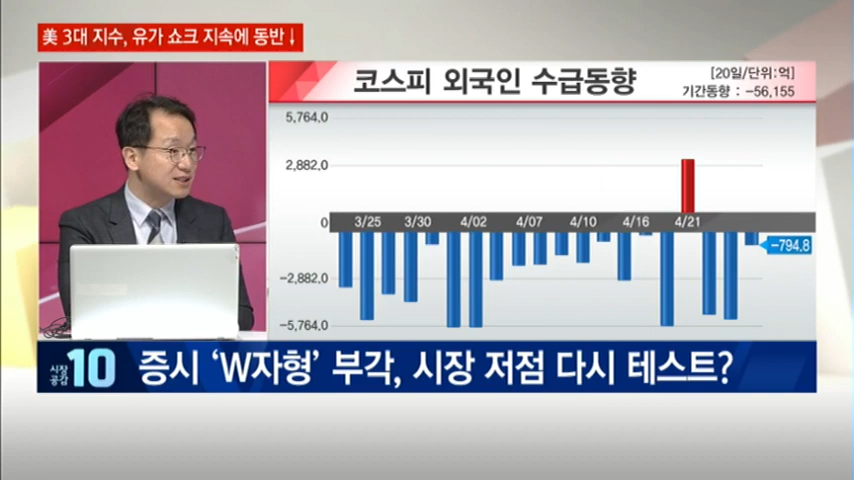 美 3대 지수, 유가 쇼크 지속에 동반↓
코스피 외국인 수급동향
[20일/단위:억]
기간동향 : -56,155
5,764.0
2,882.0
0
3/25 3/30 4/02 4/07 4/10 4/16 4/21
-794.8
-2,882.0
-5,764.0
시장공감 10
증시 ‘W자형’ 부각, 시장 저점 다시 테스트?